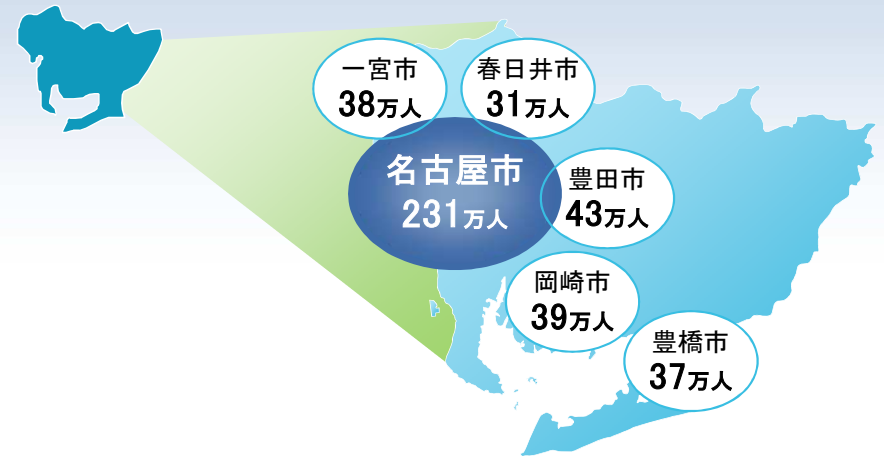 一宮市
38万人
春日井市
31万人
名古屋市
231万人
豊田市
43万人
岡崎市
39万人
豊橋市
37万人